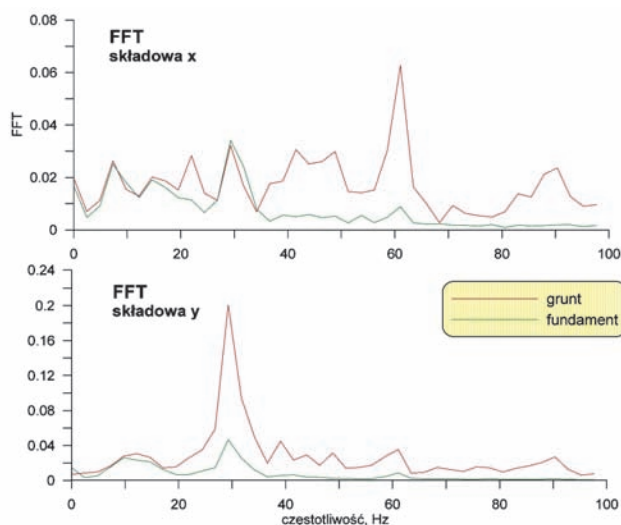 FFT
składowa x
0.08
0.06
0.04
0.02
0
FFT
0 20 40 60 80 100
FFT
składowa y
0.24
0.2
0.16
0.12
0.08
0.04
0
grunt
fundament
0 20 40 60 80 100
częstotliwość, Hz